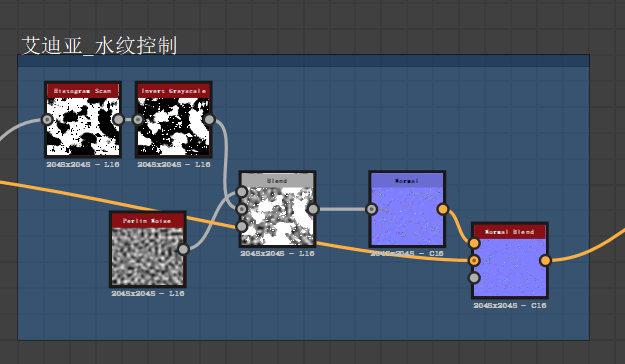 艾迪亚_水纹控制
Histogram Scan
Invert Grayscale
2048x2048 - L16
2048x2048 - L16
Blend
Normal
Perlin Noise
Normal Blend
2048x2048 - L16
2048x2048 - C16
2048x2048 - L16
2048x2048 - C16